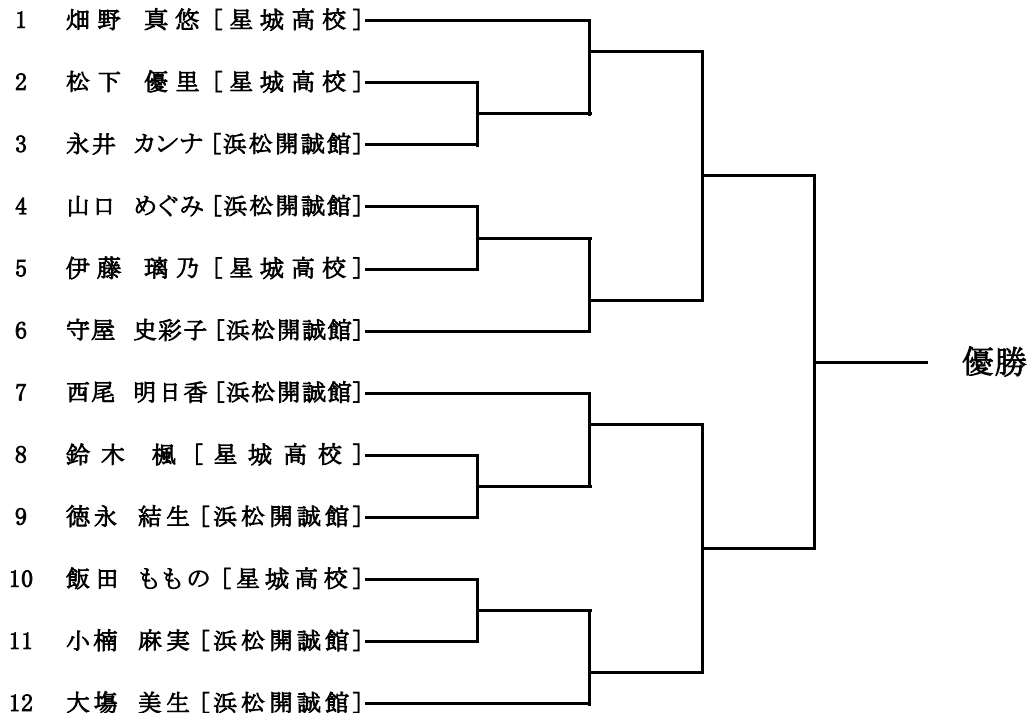 1 畑野 真悠 [星城高校]
2 松下 優里 [星城高校]
3 永井 カンナ [浜松開誠館]
4 山口 めぐみ [浜松開誠館]
5 伊藤 璃乃 [星城高校]
6 守屋 史彩子 [浜松開誠館]
優勝
7 西尾 明日香 [浜松開誠館]
8 鈴木 楓 [星城高校]
9 徳永 結生 [浜松開誠館]
10 飯田 ももの [星城高校]
11 小楠 麻実 [浜松開誠館]
12 大塲 美生 [浜松開誠館]